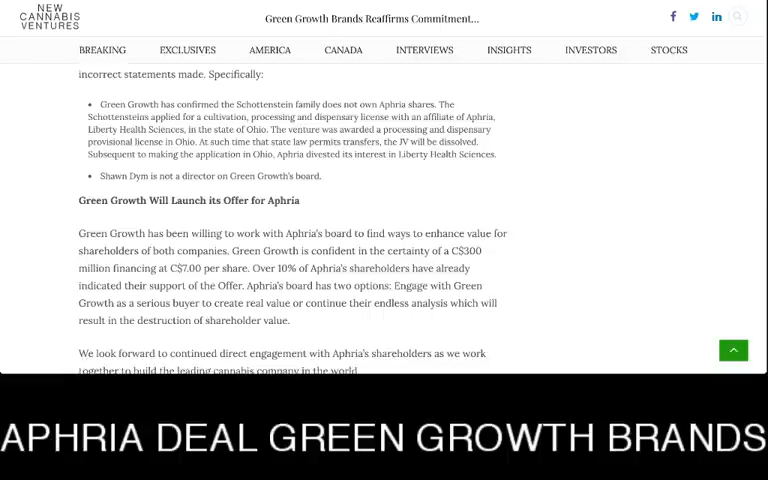 NEW
CANNABIS
VENTURES
Green Growth Brands Reaffirms Commitment...
BREAKING EXCLUSIVES AMERICA CANADA INTERVIEWS INSIGHTS INVESTORS STOCKS
incorrect statements made. Specifically:
• Green Growth has confirmed the Schottenstein family does not own Aphria shares. The
Schottensteins applied for a cultivation, processing and dispensary license with an affiliate of Aphria,
Liberty Health Sciences, in the state of Ohio. The venture was awarded a processing and dispensary
provisional license in Ohio. At such time that state law permits transfers, the JV will be dissolved.
Subsequent to making the application in Ohio, Aphria divested its interest in Liberty Health Sciences.
• Shawn Dym is not a director on Green Growth's board.
Green Growth Will Launch its Offer for Aphria
Green Growth has been willing to work with Aphria's board to find ways to enhance value for
shareholders of both companies. Green Growth is confident in the certainty of a C$300
million financing at C$7.00 per share. Over 10% of Aphria's shareholders have already
indicated their support of the Offer. Aphria's board has two options: Engage with Green
Growth as a serious buyer to create real value or continue their endless analysis which will
result in the destruction of shareholder value.
We look forward to continued direct engagement with Aphria's shareholders as we work
together to build the leading cannabis company in the world
APHRIA DEAL GREEN GROWTH BRANDS